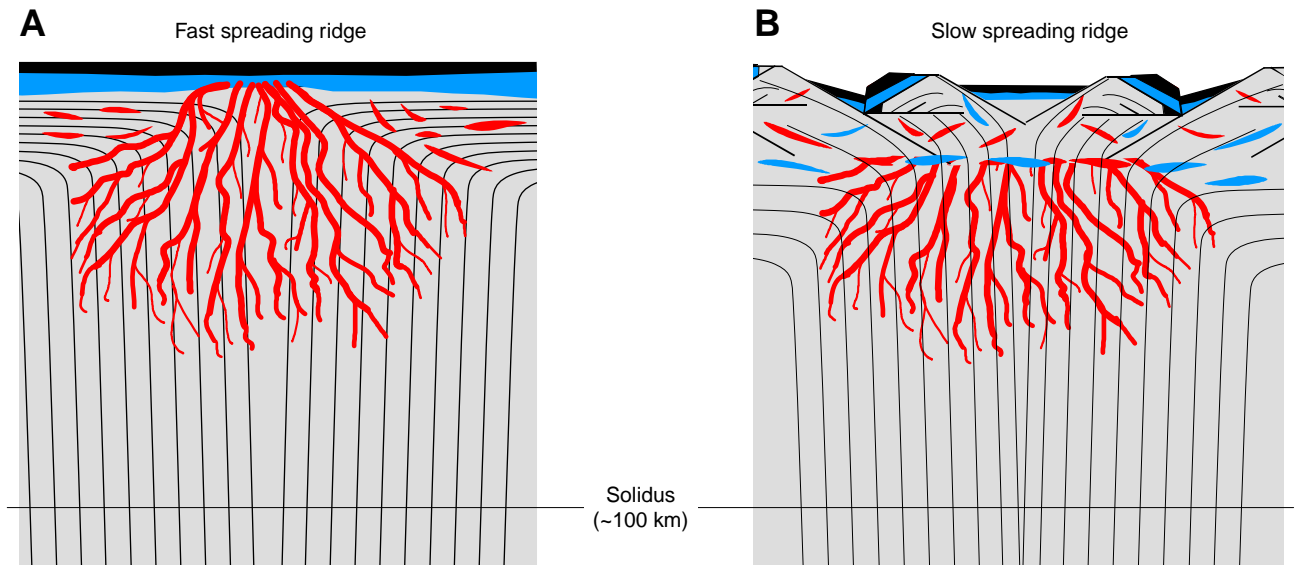 A
Fast spreading ridge
B
Slow spreading ridge
Solidus
(~100 km)